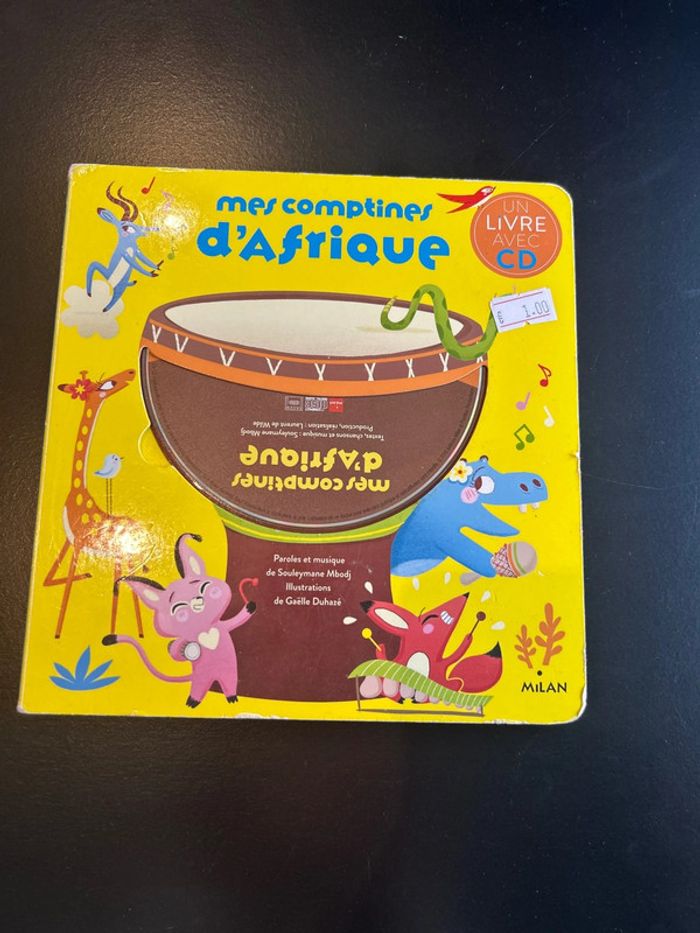 mes comptines
d'Afrique
UN
LIVRE
AVEC
CD
1.00
Production, réalisation : Laurent de Wilde
Textes, chansons et musique : Souleymane Mbodj
mes comptines
d'Afrique
Paroles et musique
de Souleymane Mbodj
Illustrations
de Gaëlle Duhazé
MiLAN